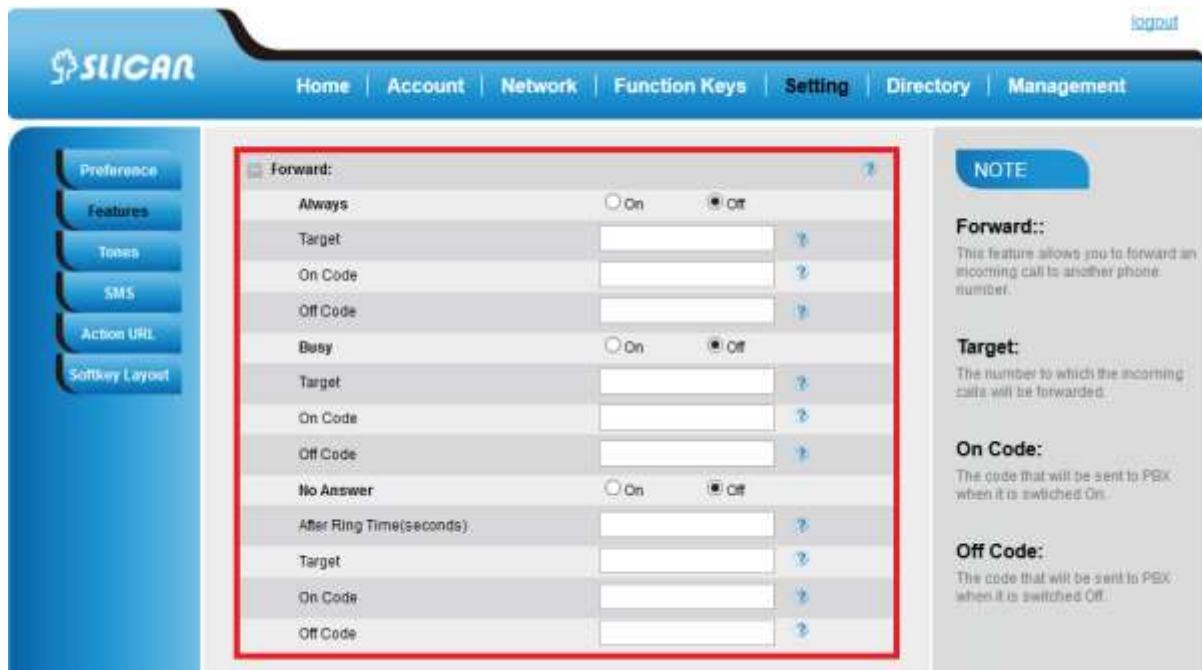 logout
SLICAN
Home Account Network Function Keys Setting Directory Management
Preference
Features
Tones
SMS
Action URL
Softkey Layout
Forward:
Always On Off
Target
On Code
Off Code
Busy On Off
Target
On Code
Off Code
No Answer On Off
After Ring Time(seconds)
Target
On Code
Off Code
NOTE
Forward::
This feature allows you to forward an
incoming call to another phone
number.
Target:
The number to which the incoming
calls will be forwarded.
On Code:
The code that will be sent to PBX
when it is swtiched On.
Off Code:
The code that will be sent to PBX
when it is switched Off.